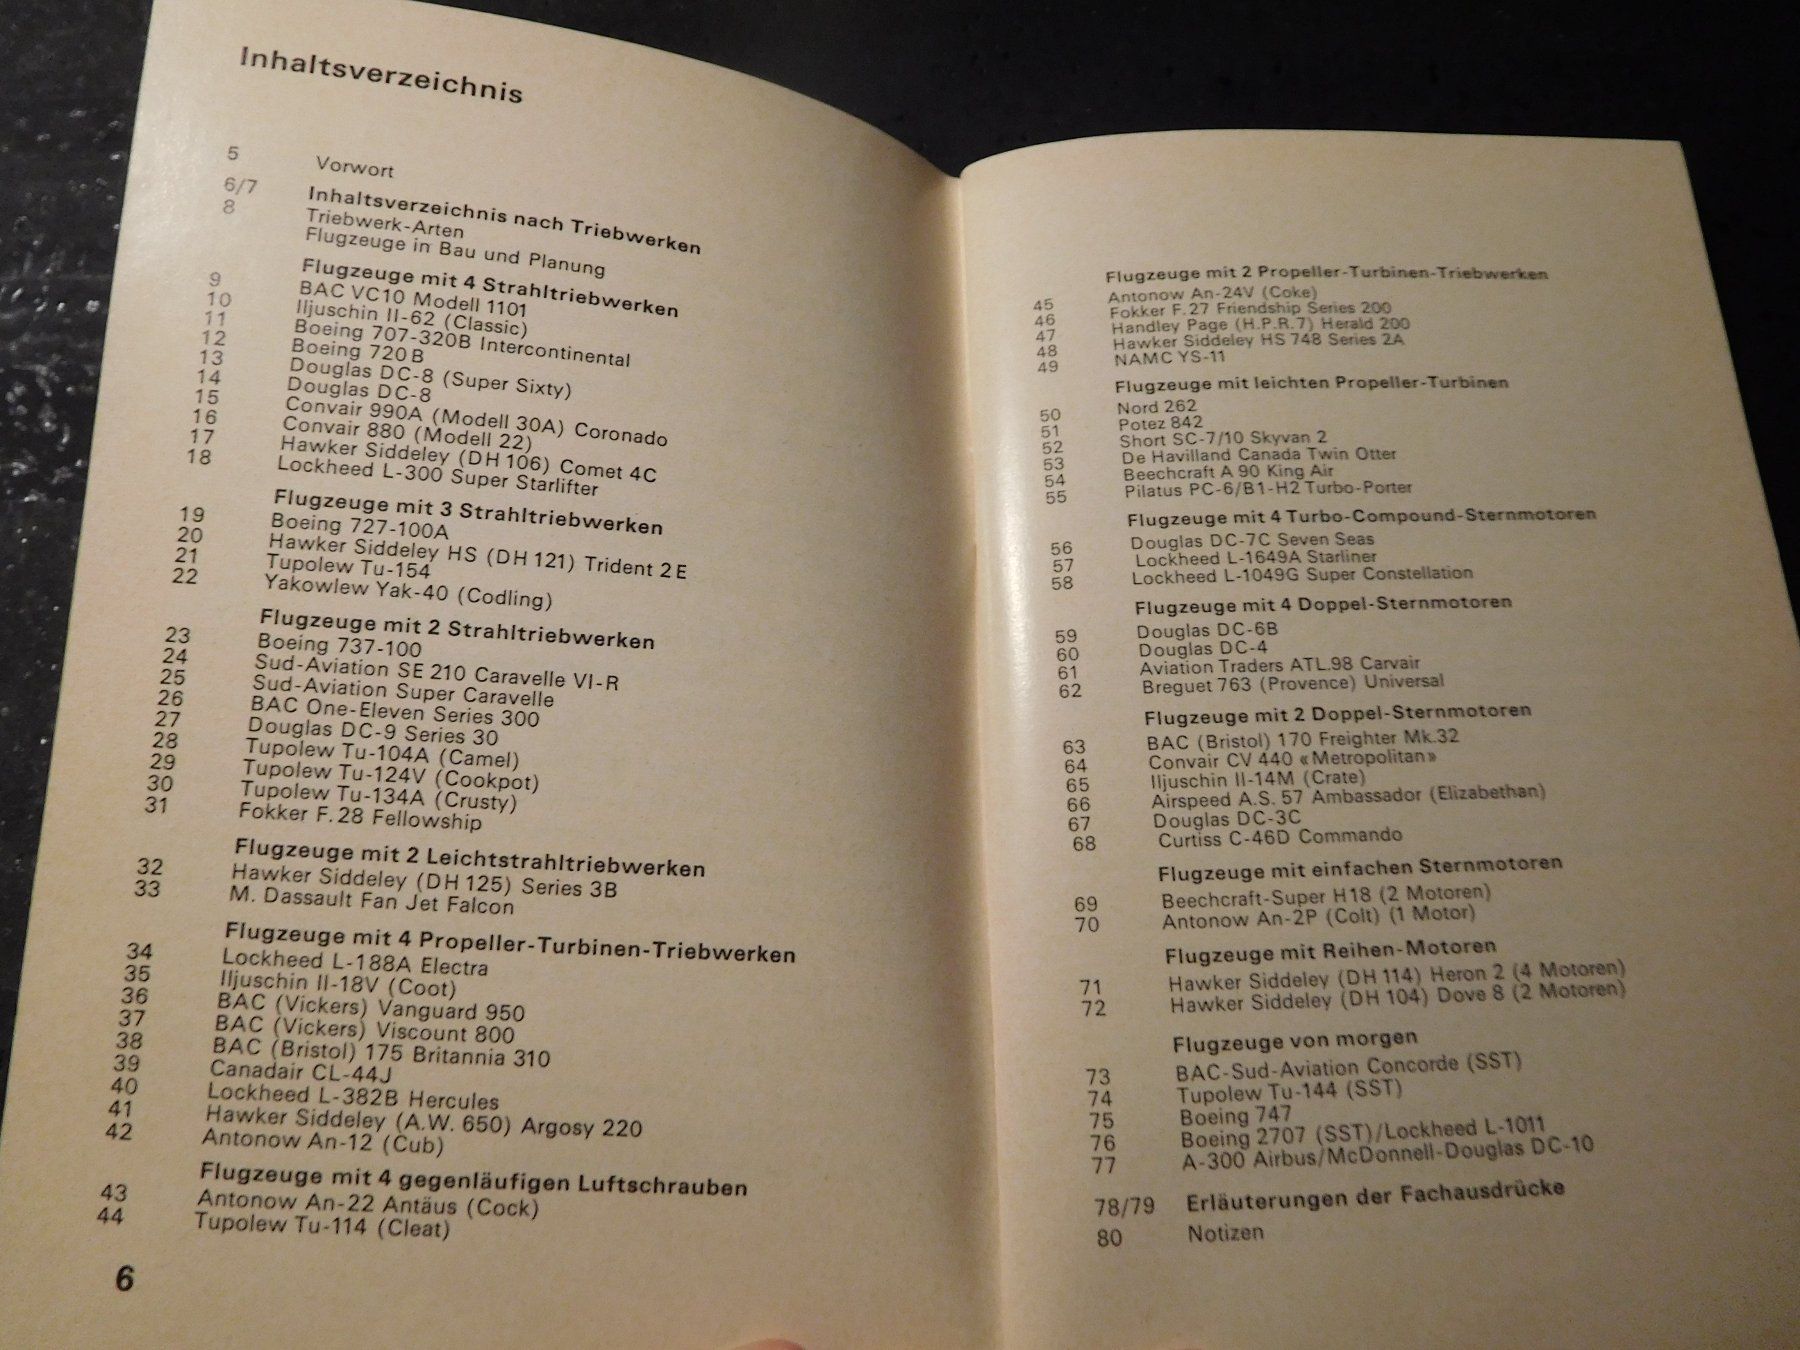 Inhaltsverzeichnis
5 Vorwort
6/7 Inhaltsverzeichnis nach Triebwerken
8 Triebwerk-Arten
Flugzeuge in Bau und Planung
Flugzeuge mit 4 Strahltriebwerken
9 BAC VC10 Modell 1101
10 Iljuschin Il-62 (Classic)
11 Boeing 707-320B Intercontinental
12 Boeing 720B
13 Douglas DC-8 (Super Sixty)
14 Douglas DC-8
15 Convair 990A (Modell 30A) Coronado
16 Convair 880 (Modell 22)
17 Hawker Siddeley (DH 106) Comet 4C
18 Lockheed L-300 Super Starlifter
Flugzeuge mit 3 Strahltriebwerken
19 Boeing 727-100A
20 Hawker Siddeley HS (DH 121) Trident 2E
21 Tupolew Tu-154
22 Yakowlew Yak-40 (Codling)
Flugzeuge mit 2 Strahltriebwerken
23 Boeing 737-100
24 Sud-Aviation SE 210 Caravelle VI-R
25 Sud-Aviation Super Caravelle
26 BAC One-Eleven Series 300
27 Douglas DC-9 Series 30
28 Tupolew Tu-104A (Camel)
29 Tupolew Tu-124V (Cookpot)
30 Tupolew Tu-134A (Crusty)
31 Fokker F.28 Fellowship
Flugzeuge mit 2 Leichtstrahltriebwerken
32 Hawker Siddeley (DH 125) Series 3B
33 M. Dassault Fan Jet Falcon
Flugzeuge mit 4 Propeller-Turbinen-Triebwerken
34 Lockheed L-188A Electra
35 Iljuschin Il-18V (Coot)
36 BAC (Vickers) Vanguard 950
37 BAC (Vickers) Viscount 800
38 BAC (Bristol) 175 Britannia 310
39 Canadair CL-44J
40 Lockheed L-382B Hercules
41 Hawker Siddeley (A.W. 650) Argosy 220
42 Antonow An-12 (Cub)
Flugzeuge mit 4 gegenläufigen Luftschrauben
43 Antonow An-22 Antäus (Cock)
44 Tupolew Tu-114 (Cleat)
6
Flugzeuge mit 2 Propeller-Turbinen-Triebwerken
45 Antonow An-24V (Coke)
46 Fokker F.27 Friendship Series 200
47 Handley Page (H.P.R.7) Herald 200
48 Hawker Siddeley HS 748 Series 2A
49 NAMC YS-11
Flugzeuge mit leichten Propeller-Turbinen
50 Nord 262
51 Potez 842
52 Short SC-7/10 Skyvan 2
53 De Havilland Canada Twin Otter
54 Beechcraft A 90 King Air
55 Pilatus PC-6/B1-H2 Turbo-Porter
Flugzeuge mit 4 Turbo-Compound-Sternmotoren
56 Douglas DC-7C Seven Seas
57 Lockheed L-1649A Starliner
58 Lockheed L-1049G Super Constellation
Flugzeuge mit 4 Doppel-Sternmotoren
59 Douglas DC-6B
60 Douglas DC-4
61 Aviation Traders ATL.98 Carvair
62 Breguet 763 (Provence) Universal
Flugzeuge mit 2 Doppel-Sternmotoren
63 BAC (Bristol) 170 Freighter Mk.32
64 Convair CV 440 «Metropolitan»
65 Iljuschin Il-14M (Crate)
66 Airspeed A.S. 57 Ambassador (Elizabethan)
67 Douglas DC-3C
68 Curtiss C-46D Commando
Flugzeuge mit einfachen Sternmotoren
69 Beechcraft-Super H18 (2 Motoren)
70 Antonow An-2P (Colt) (1 Motor)
Flugzeuge mit Reihen-Motoren
71 Hawker Siddeley (DH 114) Heron 2 (4 Motoren)
72 Hawker Siddeley (DH 104) Dove 8 (2 Motoren)
Flugzeuge von morgen
73 BAC-Sud-Aviation Concorde (SST)
74 Tupolew Tu-144 (SST)
75 Boeing 747
76 Boeing 2707 (SST)/Lockheed L-1011
77 A-300 Airbus/McDonnell-Douglas DC-10
78/79 Erläuterungen der Fachausdrücke
80 Notizen